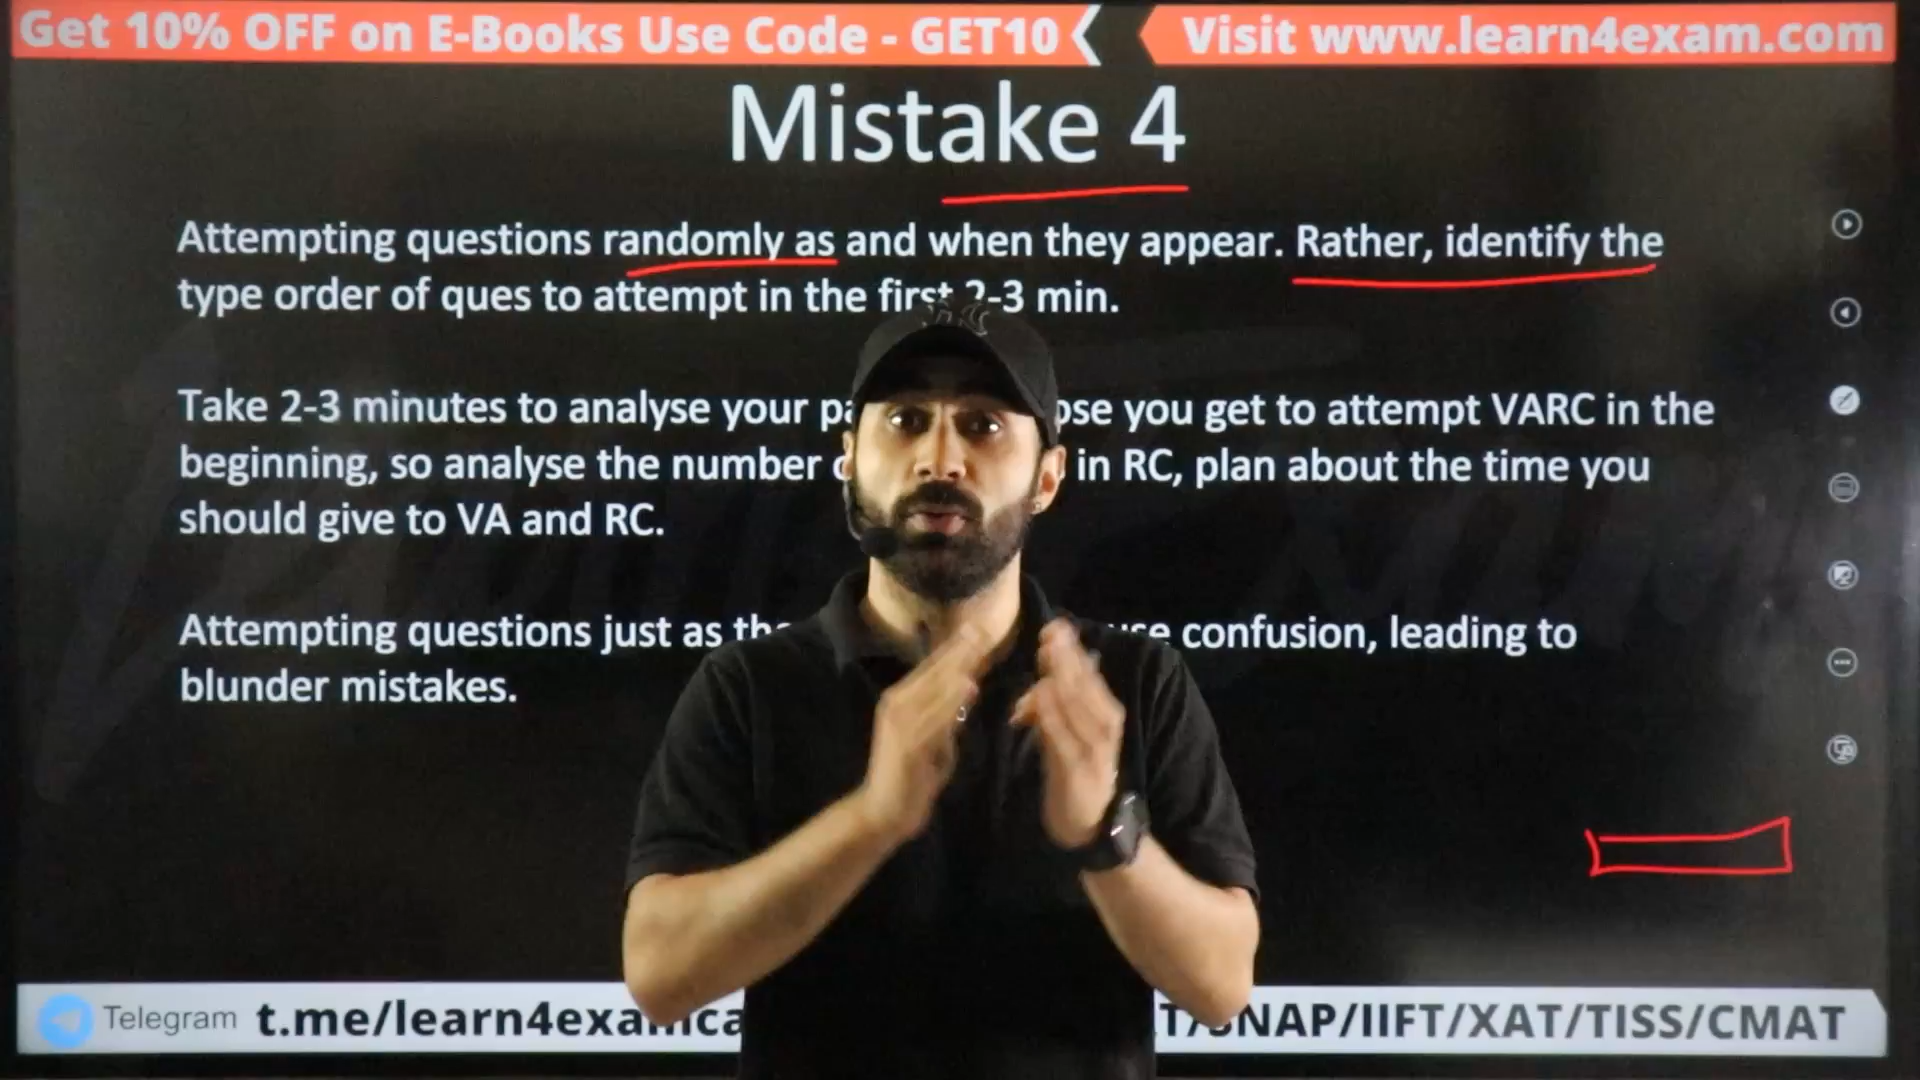 Get 10% OFF on E-Books Use Code - GET10
Visit www.learn4exam.com
Mistake 4
Attempting questions randomly as and when they appear. Rather, identify the
type order of ques to attempt in the first 2-3 min.
Take 2-3 minutes to analyse your you get to attempt VARC in the
beginning, so analyse the number in RC, plan about the time you
should give to VA and RC.
Attempting questions just as confusion, leading to
blunder mistakes.
Telegram t.me/learn4exa
SNAP/IIFT/XAT/TISS/CMAT